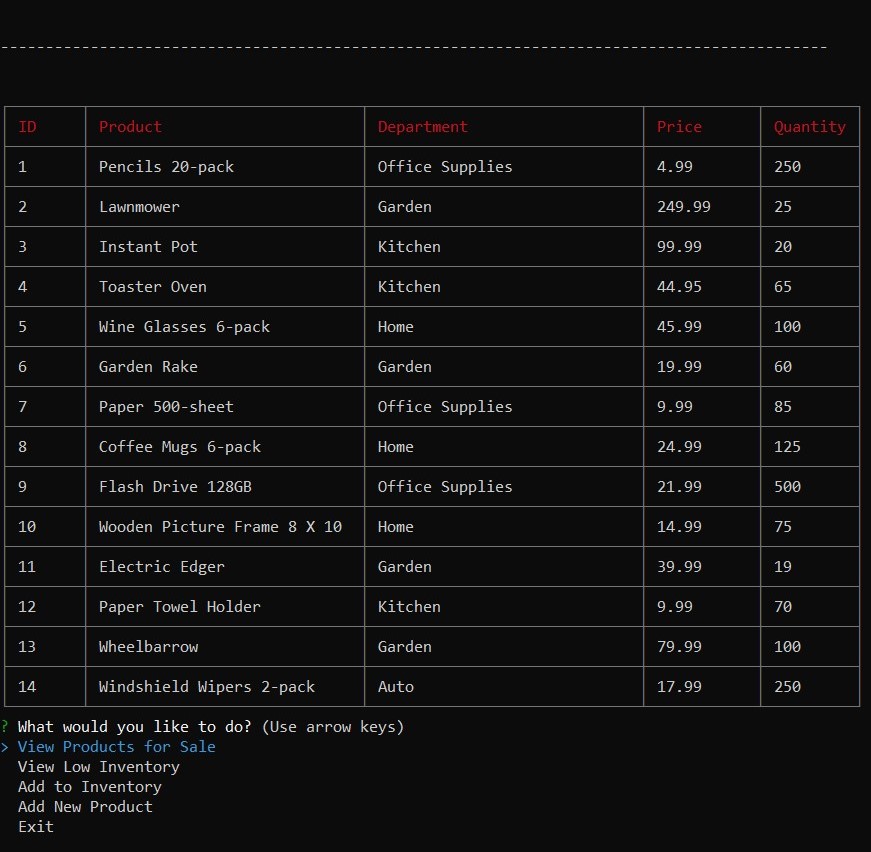 ID Product Department Price Quantity
1 Pencils 20-pack Office Supplies 4.99 250
2 Lawnmower Garden 249.99 25
3 Instant Pot Kitchen 99.99 20
4 Toaster Oven Kitchen 44.95 65
5 Wine Glasses 6-pack Home 45.99 100
6 Garden Rake Garden 19.99 60
7 Paper 500-sheet Office Supplies 9.99 85
8 Coffee Mugs 6-pack Home 24.99 125
9 Flash Drive 128GB Office Supplies 21.99 500
10 Wooden Picture Frame 8 X 10 Home 14.99 75
11 Electric Edger Garden 39.99 19
12 Paper Towel Holder Kitchen 9.99 70
13 Wheelbarrow Garden 79.99 100
14 Windshield Wipers 2-pack Auto 17.99 250
? What would you like to do? (Use arrow keys)
> View Products for Sale
View Low Inventory
Add to Inventory
Add New Product
Exit